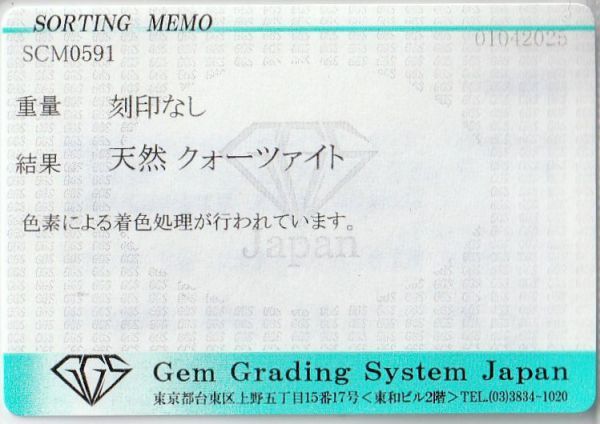 SORTING MEMO
SCM0591
01042025
重量 刻印なし
結果 天然 クォーツァイト
色素による着色処理が行われています。
GGS
Japan
GGS Gem Grading System Japan
東京都台東区上野五丁目15番17号＜東和ビル2階＞TEL.(03)3834-1020